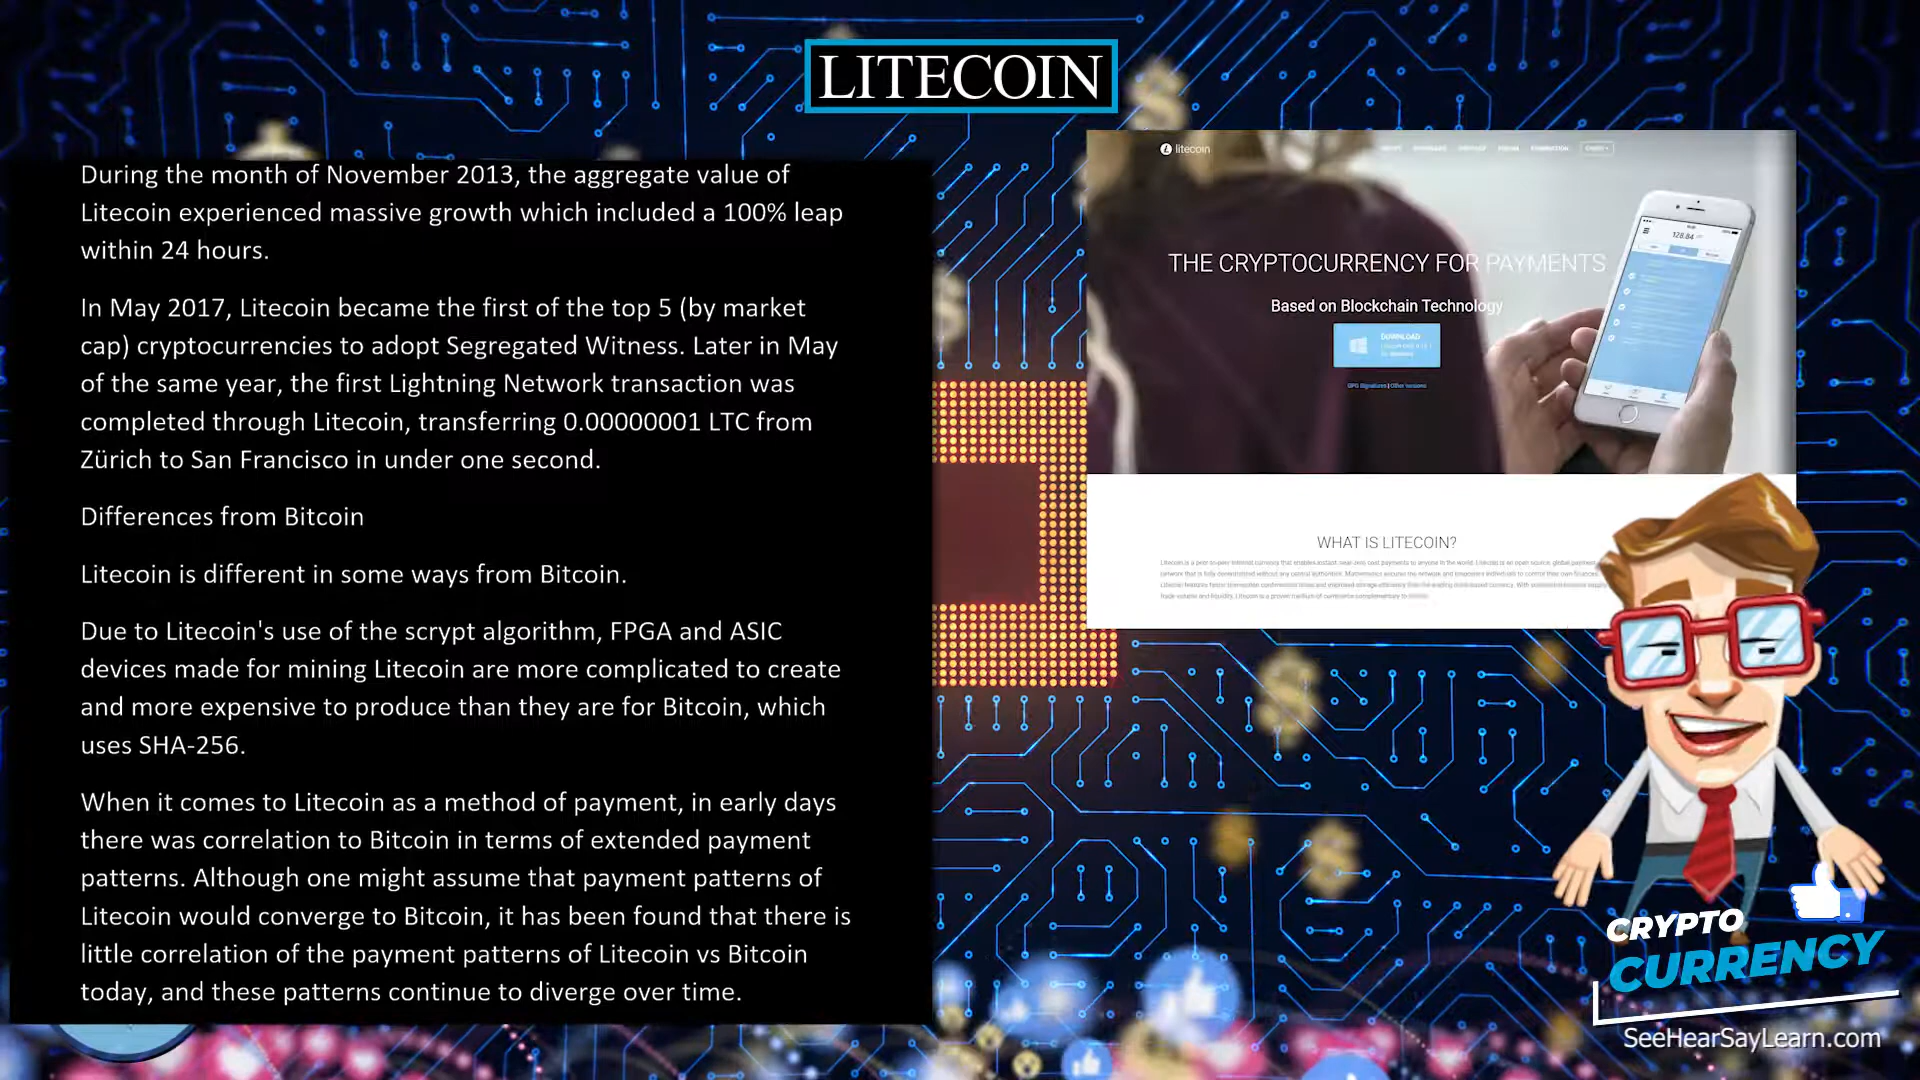 LITECOIN
During the month of November 2013, the aggregate value of
Litecoin experienced massive growth which included a 100% leap
within 24 hours.
In May 2017, Litecoin became the first of the top 5 (by market
cap) cryptocurrencies to adopt Segregated Witness. Later in May
of the same year, the first Lightning Network transaction was
completed through Litecoin, transferring 0.00000001 LTC from
Zürich to San Francisco in under one second.
Differences from Bitcoin
Litecoin is different in some ways from Bitcoin.
Due to Litecoin's use of the scrypt algorithm, FPGA and ASIC
devices made for mining Litecoin are more complicated to create
and more expensive to produce than they are for Bitcoin, which
uses SHA-256.
When it comes to Litecoin as a method of payment, in early days
there was correlation to Bitcoin in terms of extended payment
patterns. Although one might assume that payment patterns of
Litecoin would converge to Bitcoin, it has been found that there is
little correlation of the payment patterns of Litecoin vs Bitcoin
today, and these patterns continue to diverge over time.
litecoin
128.84
THE CRYPTOCURRENCY FOR PAYMENTS
Based on Blockchain Technology
DOWNLOAD
WHAT IS LITECOIN?
CRYPTO
CURRENCY
SeeHearSayLearn.com